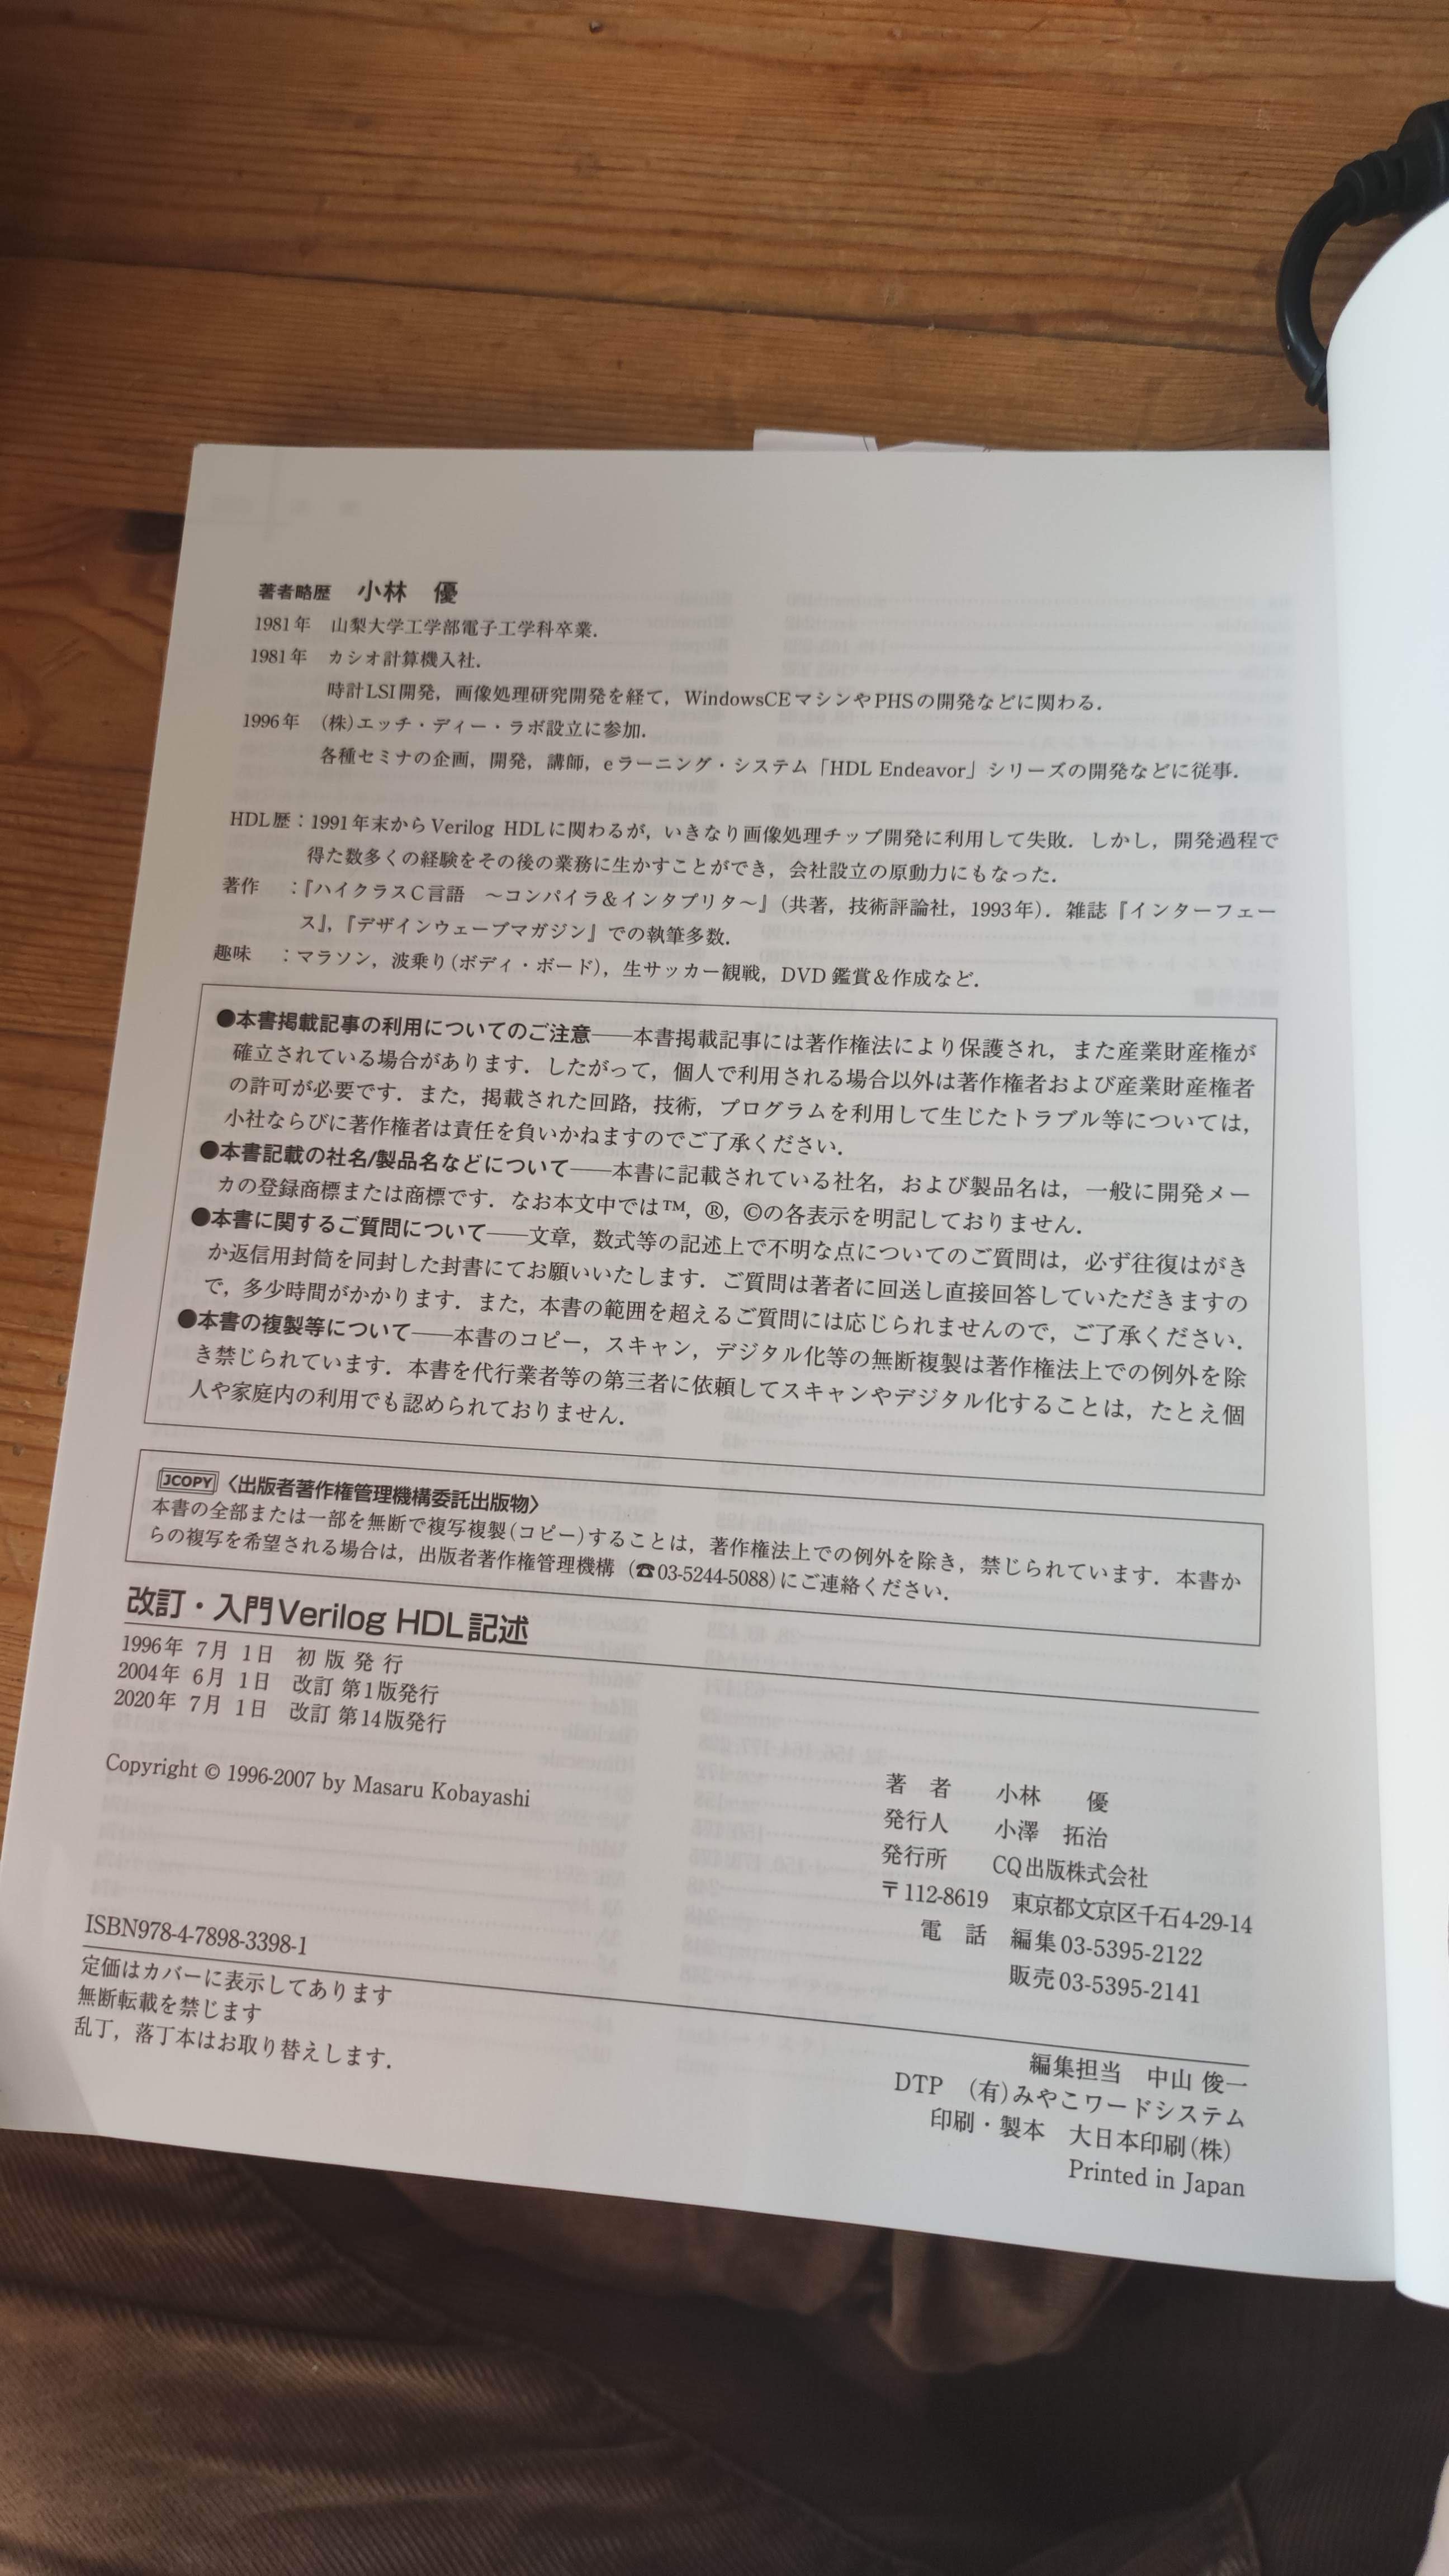 著者略歴　小林　優
1981年　山梨大学工学部電子工学科卒業．
1981年　カシオ計算機入社．
時計LSI開発，画像処理研究開発を経て，WindowsCEマシンやPHSの開発などに関わる．
1996年　(株)エッチ・ディー・ラボ設立に参加．
各種セミナの企画，開発，講師，eラーニング・システム「HDL Endeavor」シリーズの開発などに従事．
HDL歴：1991年末からVerilog HDLに関わるが，いきなり画像処理チップ開発に利用して失敗．しかし，開発過程で
得た数多くの経験をその後の業務に生かすことができ，会社設立の原動力にもなった．
著作　：『ハイクラスC言語　～コンパイラ＆インタプリタ～』(共著，技術評論社，1993年)．雑誌『インターフェー
ス』，『デザインウェーブマガジン』での執筆多数．
趣味　：マラソン，波乗り(ボディ・ボード)，生サッカー観戦，DVD鑑賞＆作成など．
●本書掲載記事の利用についてのご注意――本書掲載記事には著作権法により保護され，また産業財産権が
確立されている場合があります．したがって，個人で利用される場合以外は著作権者および産業財産権者
の許可が必要です．また，掲載された回路，技術，プログラムを利用して生じたトラブル等については，
小社ならびに著作権者は責任を負いかねますのでご了承ください．
●本書記載の社名/製品名などについて――本書に記載されている社名，および製品名は，一般に開発メー
カの登録商標または商標です．なお本文中では™，®，©の各表示を明記しておりません．
●本書に関するご質問について――文章，数式等の記述上で不明な点についてのご質問は，必ず往復はがき
か返信用封筒を同封した封書にてお願いいたします．ご質問は著者に回送し直接回答していただきますの
で，多少時間がかかります．また，本書の範囲を超えるご質問には応じられませんので，ご了承ください．
●本書の複製等について――本書のコピー，スキャン，デジタル化等の無断複製は著作権法上での例外を除
き禁じられています．本書を代行業者等の第三者に依頼してスキャンやデジタル化することは，たとえ個
人や家庭内の利用でも認められておりません．
JCOPY〈出版者著作権管理機構委託出版物〉
本書の全部または一部を無断で複写複製(コピー)することは，著作権法上での例外を除き，禁じられています．本書か
らの複写を希望される場合は，出版者著作権管理機構 (☎03-5244-5088)にご連絡ください．
改訂・入門Verilog HDL記述
1996年 7月 1日　初 版 発 行
2004年 6月 1日　改訂 第1版発行
2020年 7月 1日　改訂 第14版発行
Copyright © 1996-2007 by Masaru Kobayashi
著　者　小林　優
発行人　小澤　拓治
発行所　CQ出版株式会社
〒112-8619　東京都文京区千石4-29-14
電　話　編集03-5395-2122
販売03-5395-2141
ISBN978-4-7898-3398-1
定価はカバーに表示してあります
無断転載を禁じます
乱丁，落丁本はお取り替えします．
編集担当　中山 俊一
DTP　(有)みやこワードシステム
印刷・製本　大日本印刷(株)
Printed in Japan